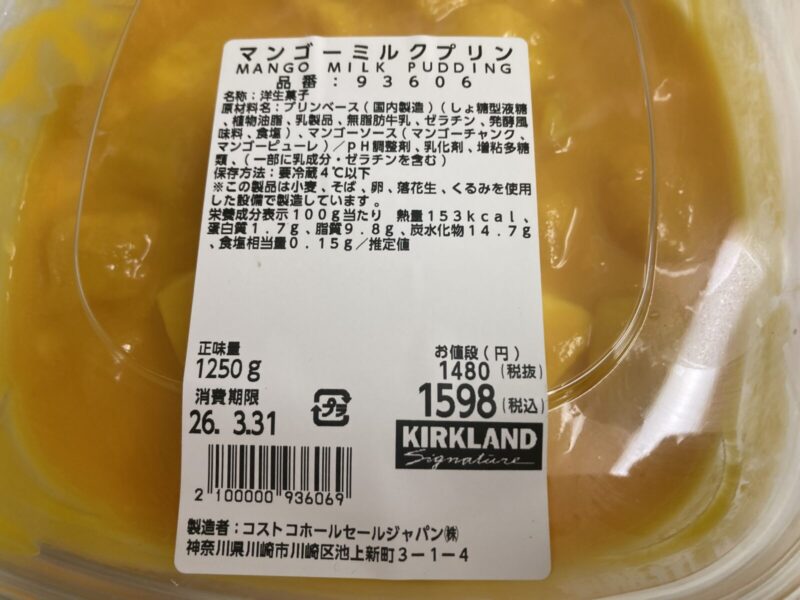 マンゴーミルクプリン
MANGO MILK PUDDING
品番:93606
名称:洋生菓子
原材料名:プリンベース(国内製造)(しょ糖型液糖
、植物油脂、乳製品、無脂肪牛乳、ゼラチン、発酵風
味料、食塩)、マンゴーソース(マンゴーチャンク、
マンゴーピューレ)/pH調整剤、乳化剤、増粘多糖
類、(一部に乳成分・ゼラチンを含む)
保存方法:要冷蔵4℃以下
※この製品は小麦、そば、卵、落花生、くるみを使用
した設備で製造しています。
栄養成分表示100g当たり 熱量153kcal、
蛋白質1.7g、脂質9.8g、炭水化物14.7g
、食塩相当量0.15g/推定値
正味量
1250g
お値段(円)
1480(税抜)
1598(税込)
消費期限
26. 3.31
プラ
KIRKLAND
Signature
2 100000 936069
製造者:コストコホールセールジャパン㈱
神奈川県川崎市川崎区池上新町3-1-4